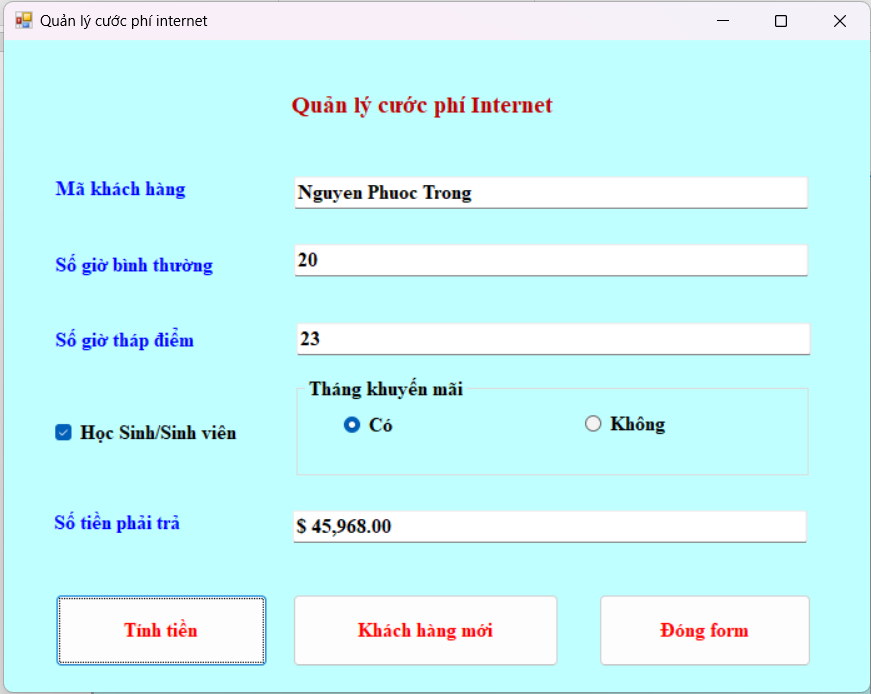 Quản lý cước phí internet
Quản lý cước phí Internet
Mã khách hàng
Nguyen Phuoc Trong
Số giờ bình thường
20
Số giờ tháp điểm
23
Tháng khuyến mãi
Học Sinh/Sinh viên
Có
Không
Số tiền phải trả
$ 45,968.00
Tính tiền
Khách hàng mới
Đóng form